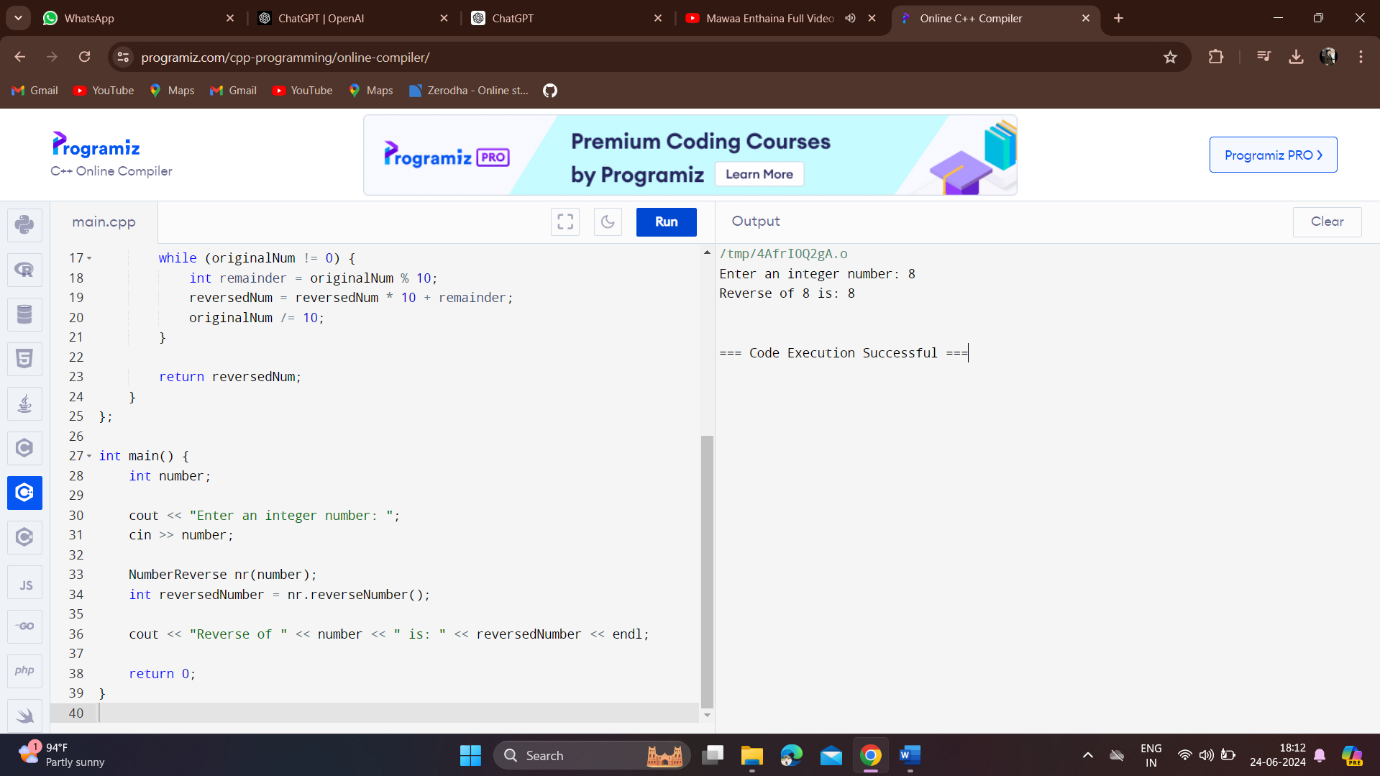 WhatsApp
ChatGPT | OpenAI
ChatGPT
Mawaa Enthaina Full Video
Online C++ Compiler
programiz.com/cpp-programming/online-compiler/
Gmail
YouTube
Maps
Gmail
YouTube
Maps
Zerodha - Online st...
Programiz
C++ Online Compiler
Programiz PRO
Premium Coding Courses
by Programiz
Learn More
Programiz PRO >
main.cpp
Run
Output
Clear
17 while (originalNum != 0) {
18 int remainder = originalNum % 10;
19 reversedNum = reversedNum * 10 + remainder;
20 originalNum /= 10;
21 }
22
23 return reversedNum;
24 }
25 };
26
27 int main() {
28 int number;
29
30 cout << "Enter an integer number: ";
31 cin >> number;
32
33 NumberReverse nr(number);
34 int reversedNumber = nr.reverseNumber();
35
36 cout << "Reverse of " << number << " is: " << reversedNumber << endl;
37
38 return 0;
39 }
40
/tmp/4AfrIOQ2gA.o
Enter an integer number: 8
Reverse of 8 is: 8
=== Code Execution Successful ===
JS
GO
php
1
94°F
Partly sunny
Search
W
ENG
IN
18:12
24-06-2024
PRE